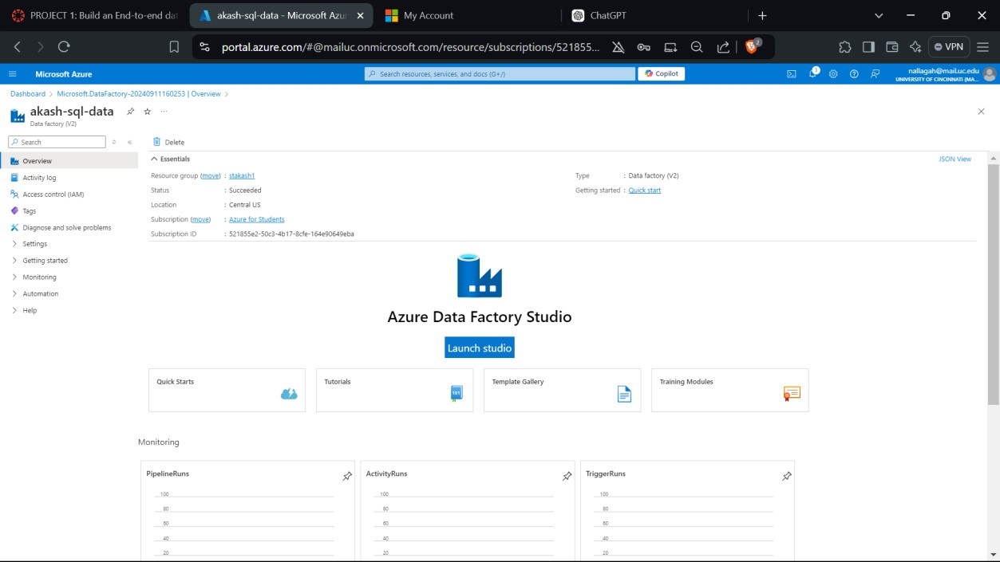 PROJECT 1: Build an End-to-end dat
akash-sql-data - Microsoft Azu
My Account
ChatGPT
portal.azure.com/#@mailuc.onmicrosoft.com/resource/subscriptions/521855...
2
VPN
Microsoft Azure
Search resources, services, and docs (G+/)
Copilot
1
nallagah@mail.uc.edu
UNIVERSITY OF CINCINNATI (MA...
Dashboard > Microsoft.DataFactory-20240911160253 | Overview >
akash-sql-data
Data factory (V2)
Search
Delete
Overview
Activity log
Access control (IAM)
Tags
Diagnose and solve problems
Settings
Getting started
Monitoring
Automation
Help
Essentials
JSON View
Resource group (move) : stakash1
Status : Succeeded
Location : Central US
Subscription (move) : Azure for Students
Subscription ID : 521855e2-50c3-4b17-8cfe-164e90649eba
Type : Data factory (V2)
Getting started : Quick start
Azure Data Factory Studio
Launch studio
Quick Starts
Tutorials
101
Template Gallery
Training Modules
Monitoring
PipelineRuns
100
80
60
40
20
ActivityRuns
100
80
60
40
20
TriggerRuns
100
80
60
40
20